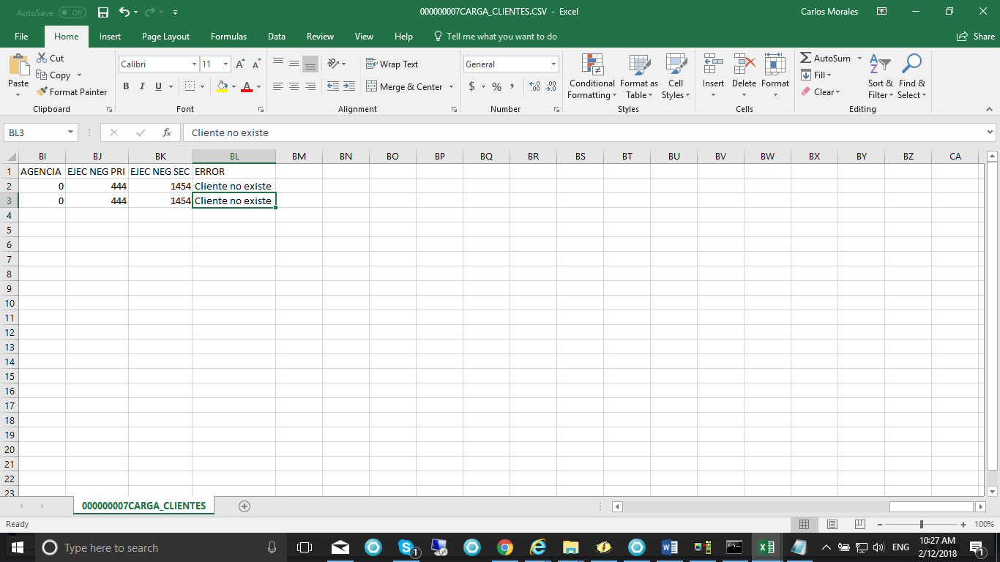 AutoSave Off
000000007CARGA_CLIENTES.CSV - Excel
Carlos Morales
File Home Insert Page Layout Formulas Data Review View Help Tell me what you want to do Share
Paste
Cut
Copy
Format Painter
Clipboard
Calibri 11 A A
B I U A
Font
Wrap Text
Merge & Center
Alignment
General
$ % ,
Number
Conditional Formatting
Format as Table
Cell Styles
Styles
Insert Delete Format
Cells
AutoSum
Fill
Clear
Sort & Filter
Find & Select
Editing
BL3 fx Cliente no existe
BI BJ BK BL BM BN BO BP BQ BR BS BT BU BV BW BX BY BZ CA
1 AGENCIA EJEC NEG PRI EJEC NEG SEC ERROR
2 0 444 1454 Cliente no existe
3 0 444 1454 Cliente no existe
4
5
6
7
8
9
10
11
12
13
14
15
16
17
18
19
20
21
22
23
000000007CARGA_CLIENTES
Ready 100%
Type here to search
ENG
10:27 AM
2/12/2018